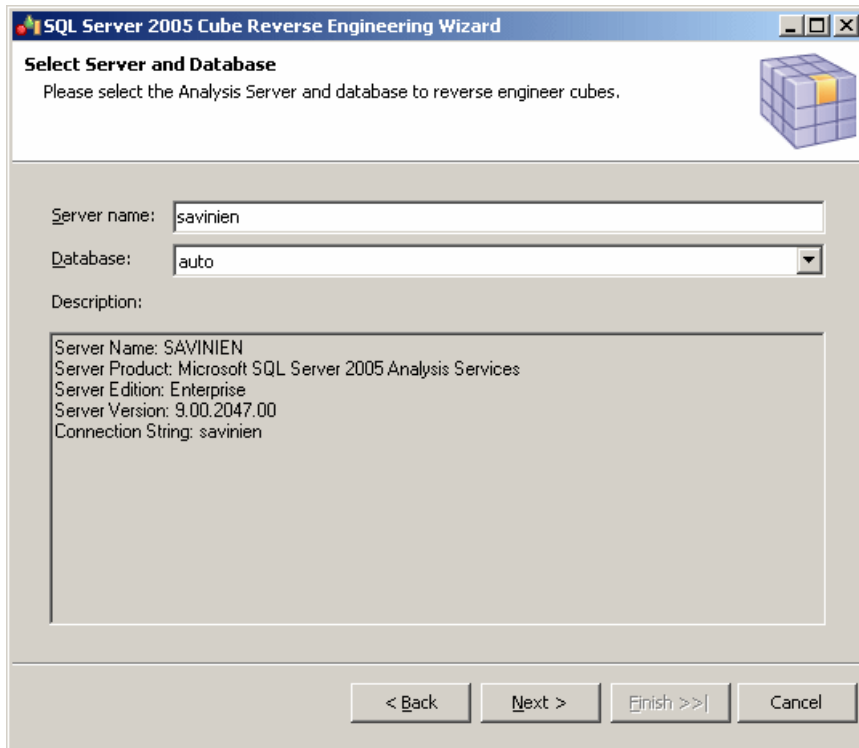 SQL Server 2005 Cube Reverse Engineering Wizard
Select Server and Database
Please select the Analysis Server and database to reverse engineer cubes.
Server name: savinien
Database: auto
Description:
Server Name: SAVINIEN
Server Product: Microsoft SQL Server 2005 Analysis Services
Server Edition: Enterprise
Server Version: 9.00.2047.00
Connection String: savinien
< Back Next > Finish >>| Cancel